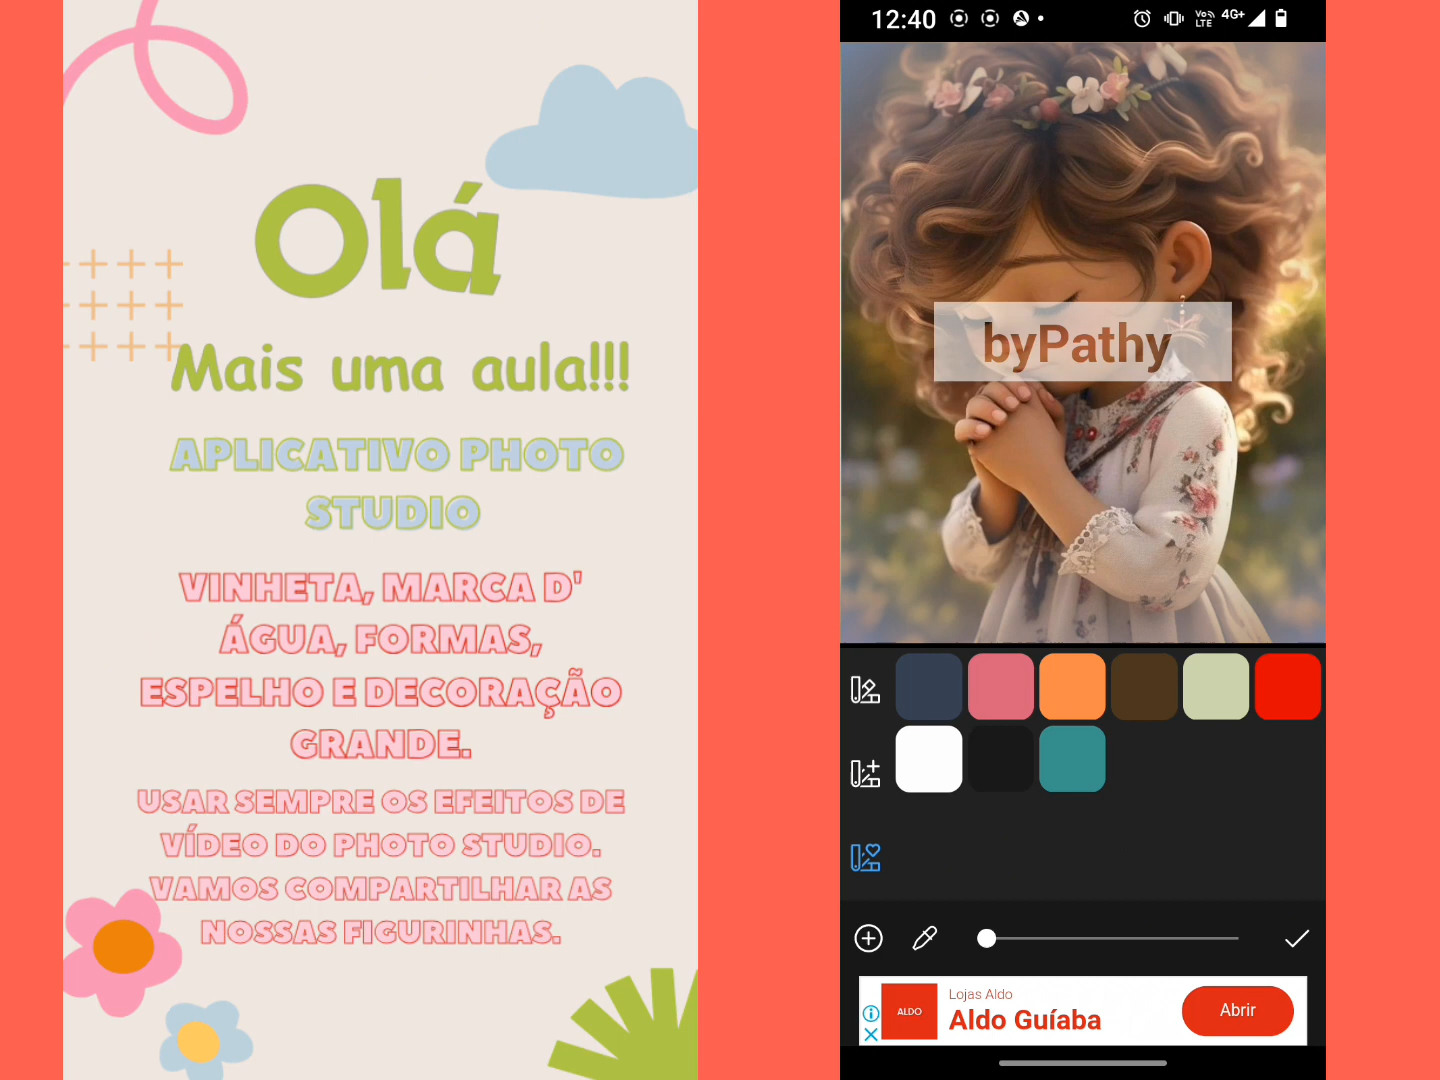 Olá
Mais uma aula!!!
APLICATIVO PHOTO
STUDIO
VINHETA, MARCA D'
ÁGUA, FORMAS,
ESPELHO E DECORAÇÃO
GRANDE.
USAR SEMPRE OS EFEITOS DE
VÍDEO DO PHOTO STUDIO.
VAMOS COMPARTILHAR AS
NOSSAS FIGURINHAS.
12:40
Vo LTE 4G+
byPathy
ALDO
Lojas Aldo
Aldo Guíaba
Abrir